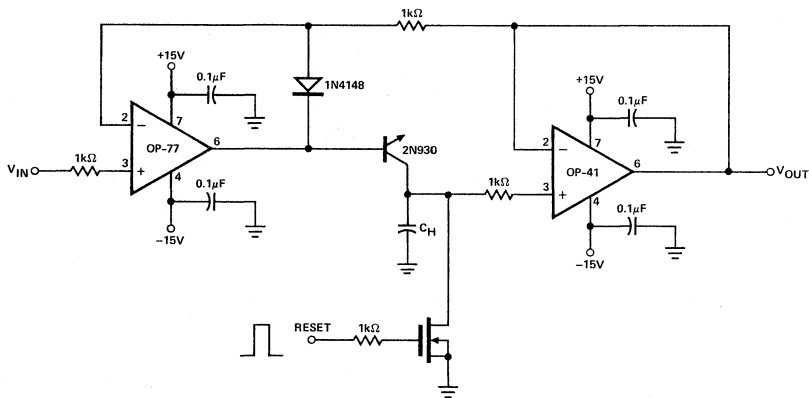 1kΩ
+15V
0.1μF
1N4148
2
7
−
OP-77
6
VIN
1kΩ
3
+
4
0.1μF
−15V
2N930
CH
1kΩ
+15V
0.1μF
2
7
−
OP-41
6
VOUT
3
+
4
0.1μF
−15V
RESET
1kΩ